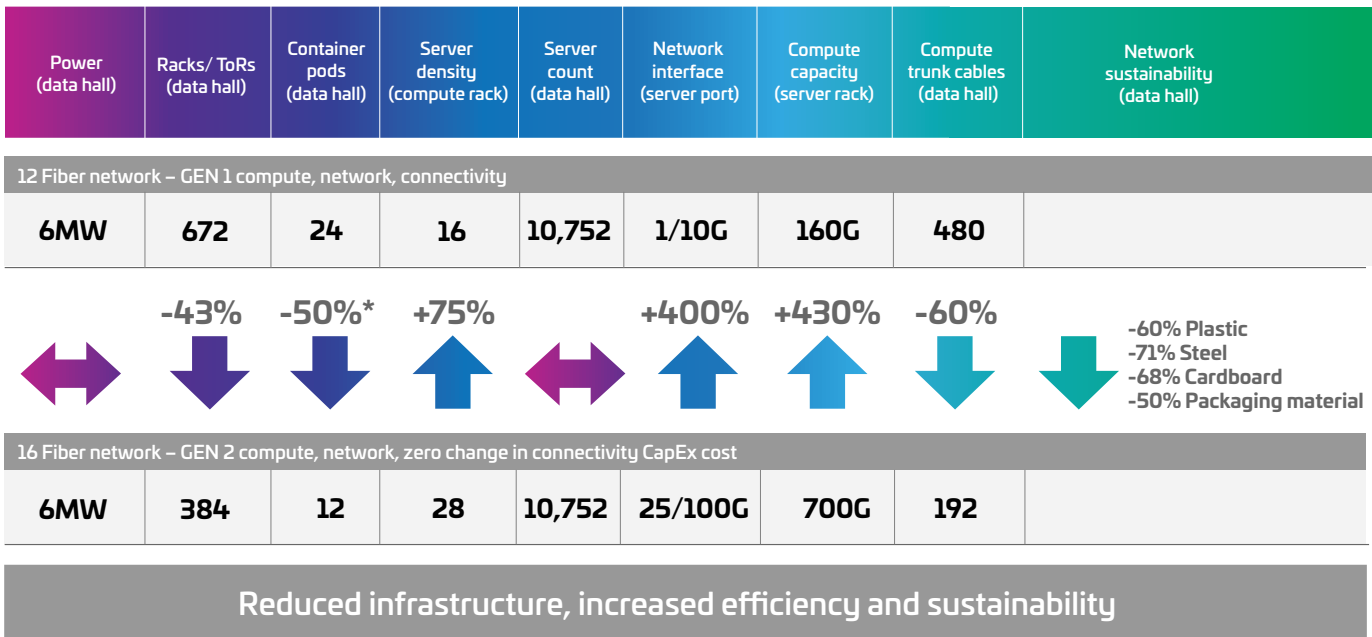 Power
(data hall)
Racks/ ToRs
(data hall)
Container
pods
(data hall)
Server
density
(compute rack)
Server
count
(data hall)
Network
interface
(server port)
Compute
capacity
(server rack)
Compute
trunk cables
(data hall)
Network
sustainability
(data hall)
12 Fiber network – GEN 1 compute, network, connectivity
6MW 672 24 16 10,752 1/10G 160G 480
-43% -50%* +75% +400% +430% -60%
-60% Plastic
-71% Steel
-68% Cardboard
-50% Packaging material
16 Fiber network – GEN 2 compute, network, zero change in connectivity CapEx cost
6MW 384 12 28 10,752 25/100G 700G 192
Reduced infrastructure, increased efficiency and sustainability